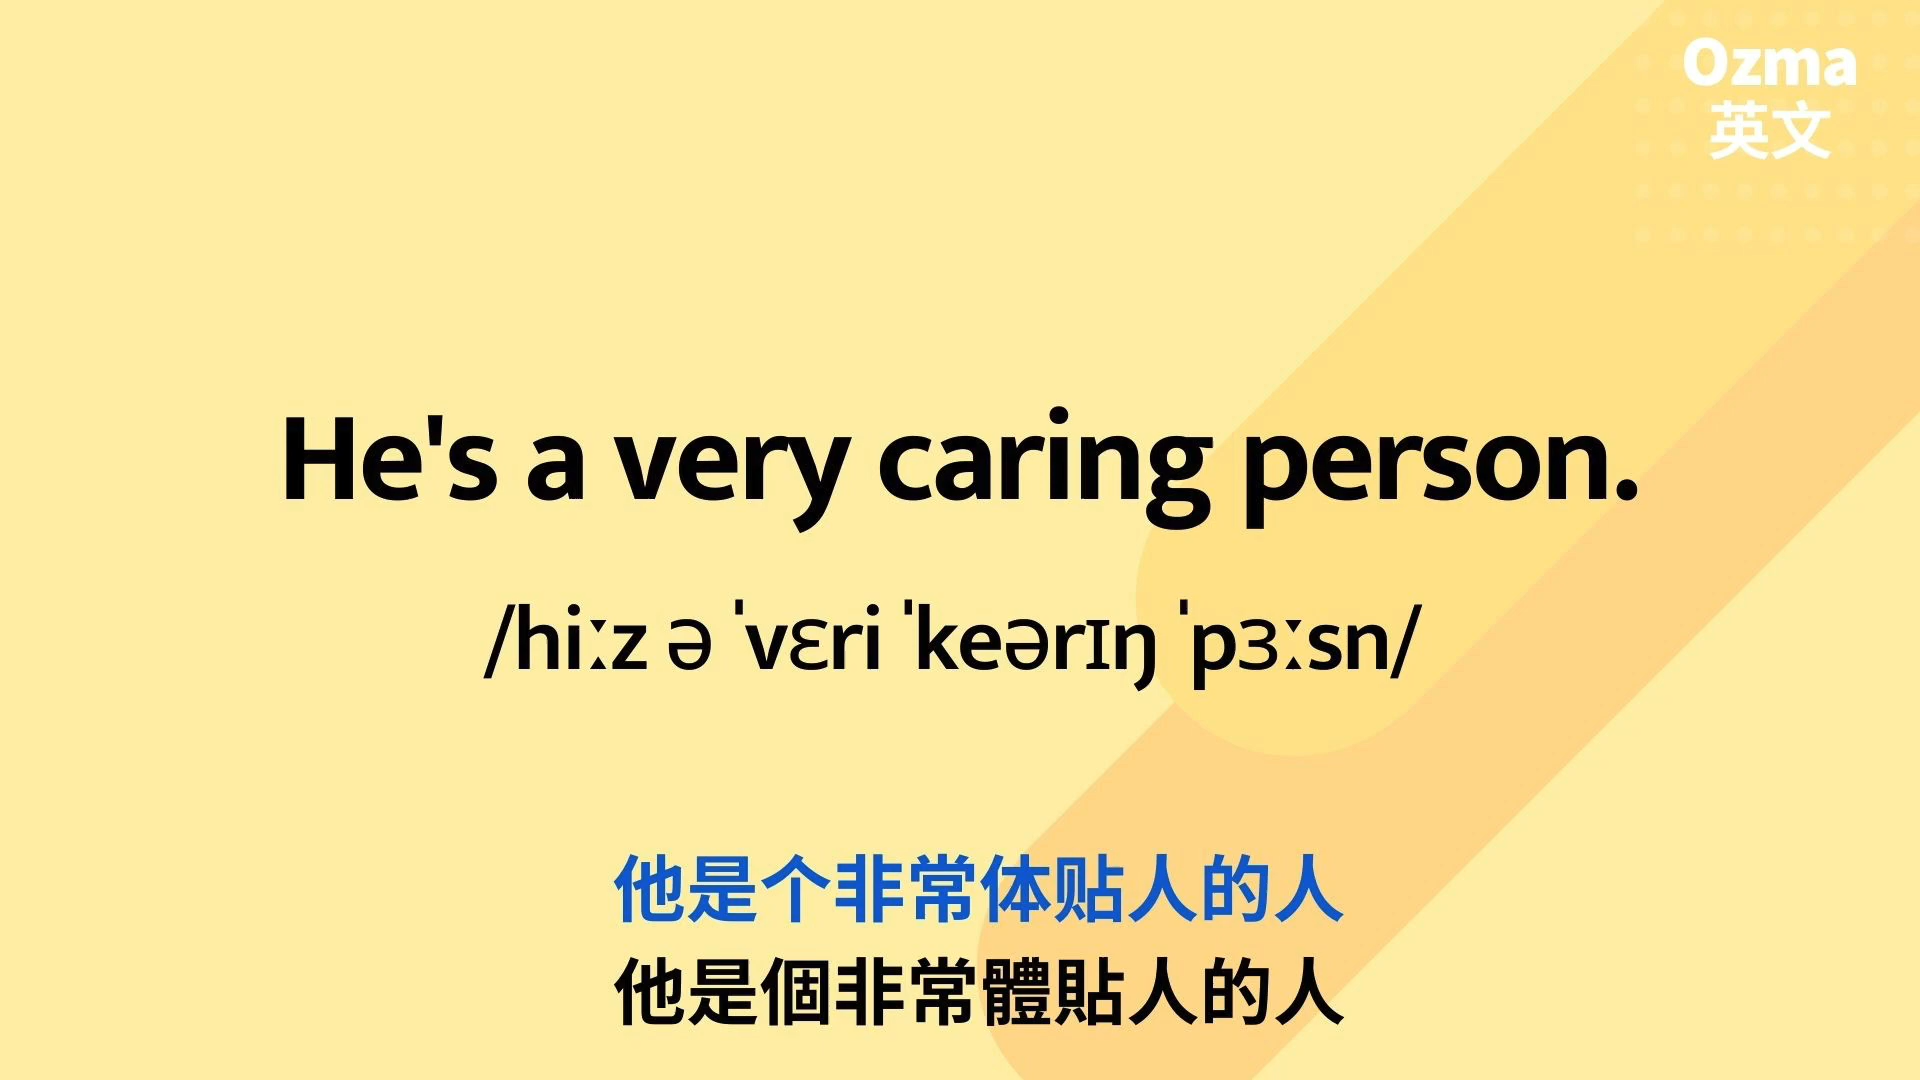 Ozma
英文
He's a very caring person.
/hiːz ə ˈvɛri ˈkeərɪŋ ˈpɜːsn/
他是个非常体贴人的人
他是個非常體貼人的人